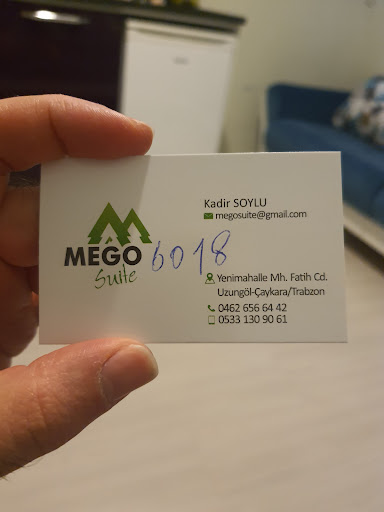 MEGO
Suite
6018
Kadir SOYLU
megosuite@gmail.com
Yenimahalle Mh. Fatih Cd.
Uzungöl-Çaykara/Trabzon
0462 656 64 42
0533 130 90 61